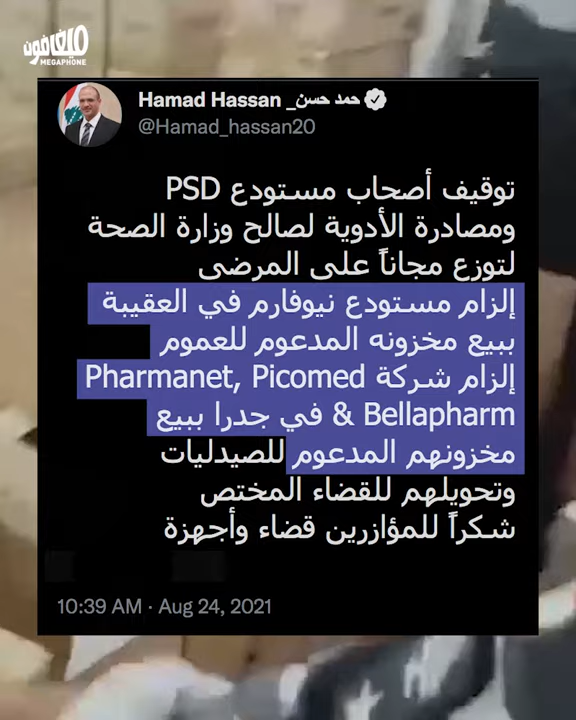 ميغافون
MEGAPHONE
Hamad Hassan _حمد حسن
@Hamad_hassan20
توقيف أصحاب مستودع PSD
ومصادرة الأدوية لصالح وزارة الصحة
لتوزع مجاناً على المرضى
إلزام مستودع نيوفارم في العقيبة
ببيع مخزونه المدعوم للعموم
إلزام شركة Pharmanet, Picomed
& Bellapharm في جدرا ببيع
مخزونهم المدعوم للصيدليات
وتحويلهم للقضاء المختص
شكراً للمؤازرين قضاء وأجهزة
10:39 AM · Aug 24, 2021